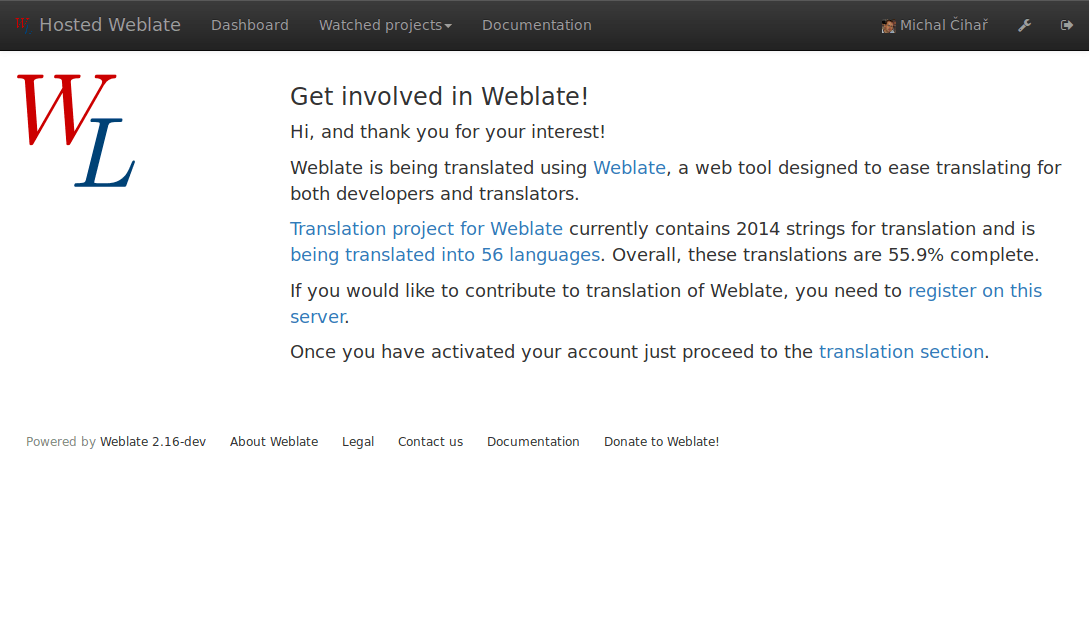 Hosted Weblate Dashboard Watched projects Documentation Michal Čihař
WL
Get involved in Weblate!
Hi, and thank you for your interest!
Weblate is being translated using Weblate, a web tool designed to ease translating for
both developers and translators.
Translation project for Weblate currently contains 2014 strings for translation and is
being translated into 56 languages. Overall, these translations are 55.9% complete.
If you would like to contribute to translation of Weblate, you need to register on this
server.
Once you have activated your account just proceed to the translation section.
Powered by Weblate 2.16-dev About Weblate Legal Contact us Documentation Donate to Weblate!